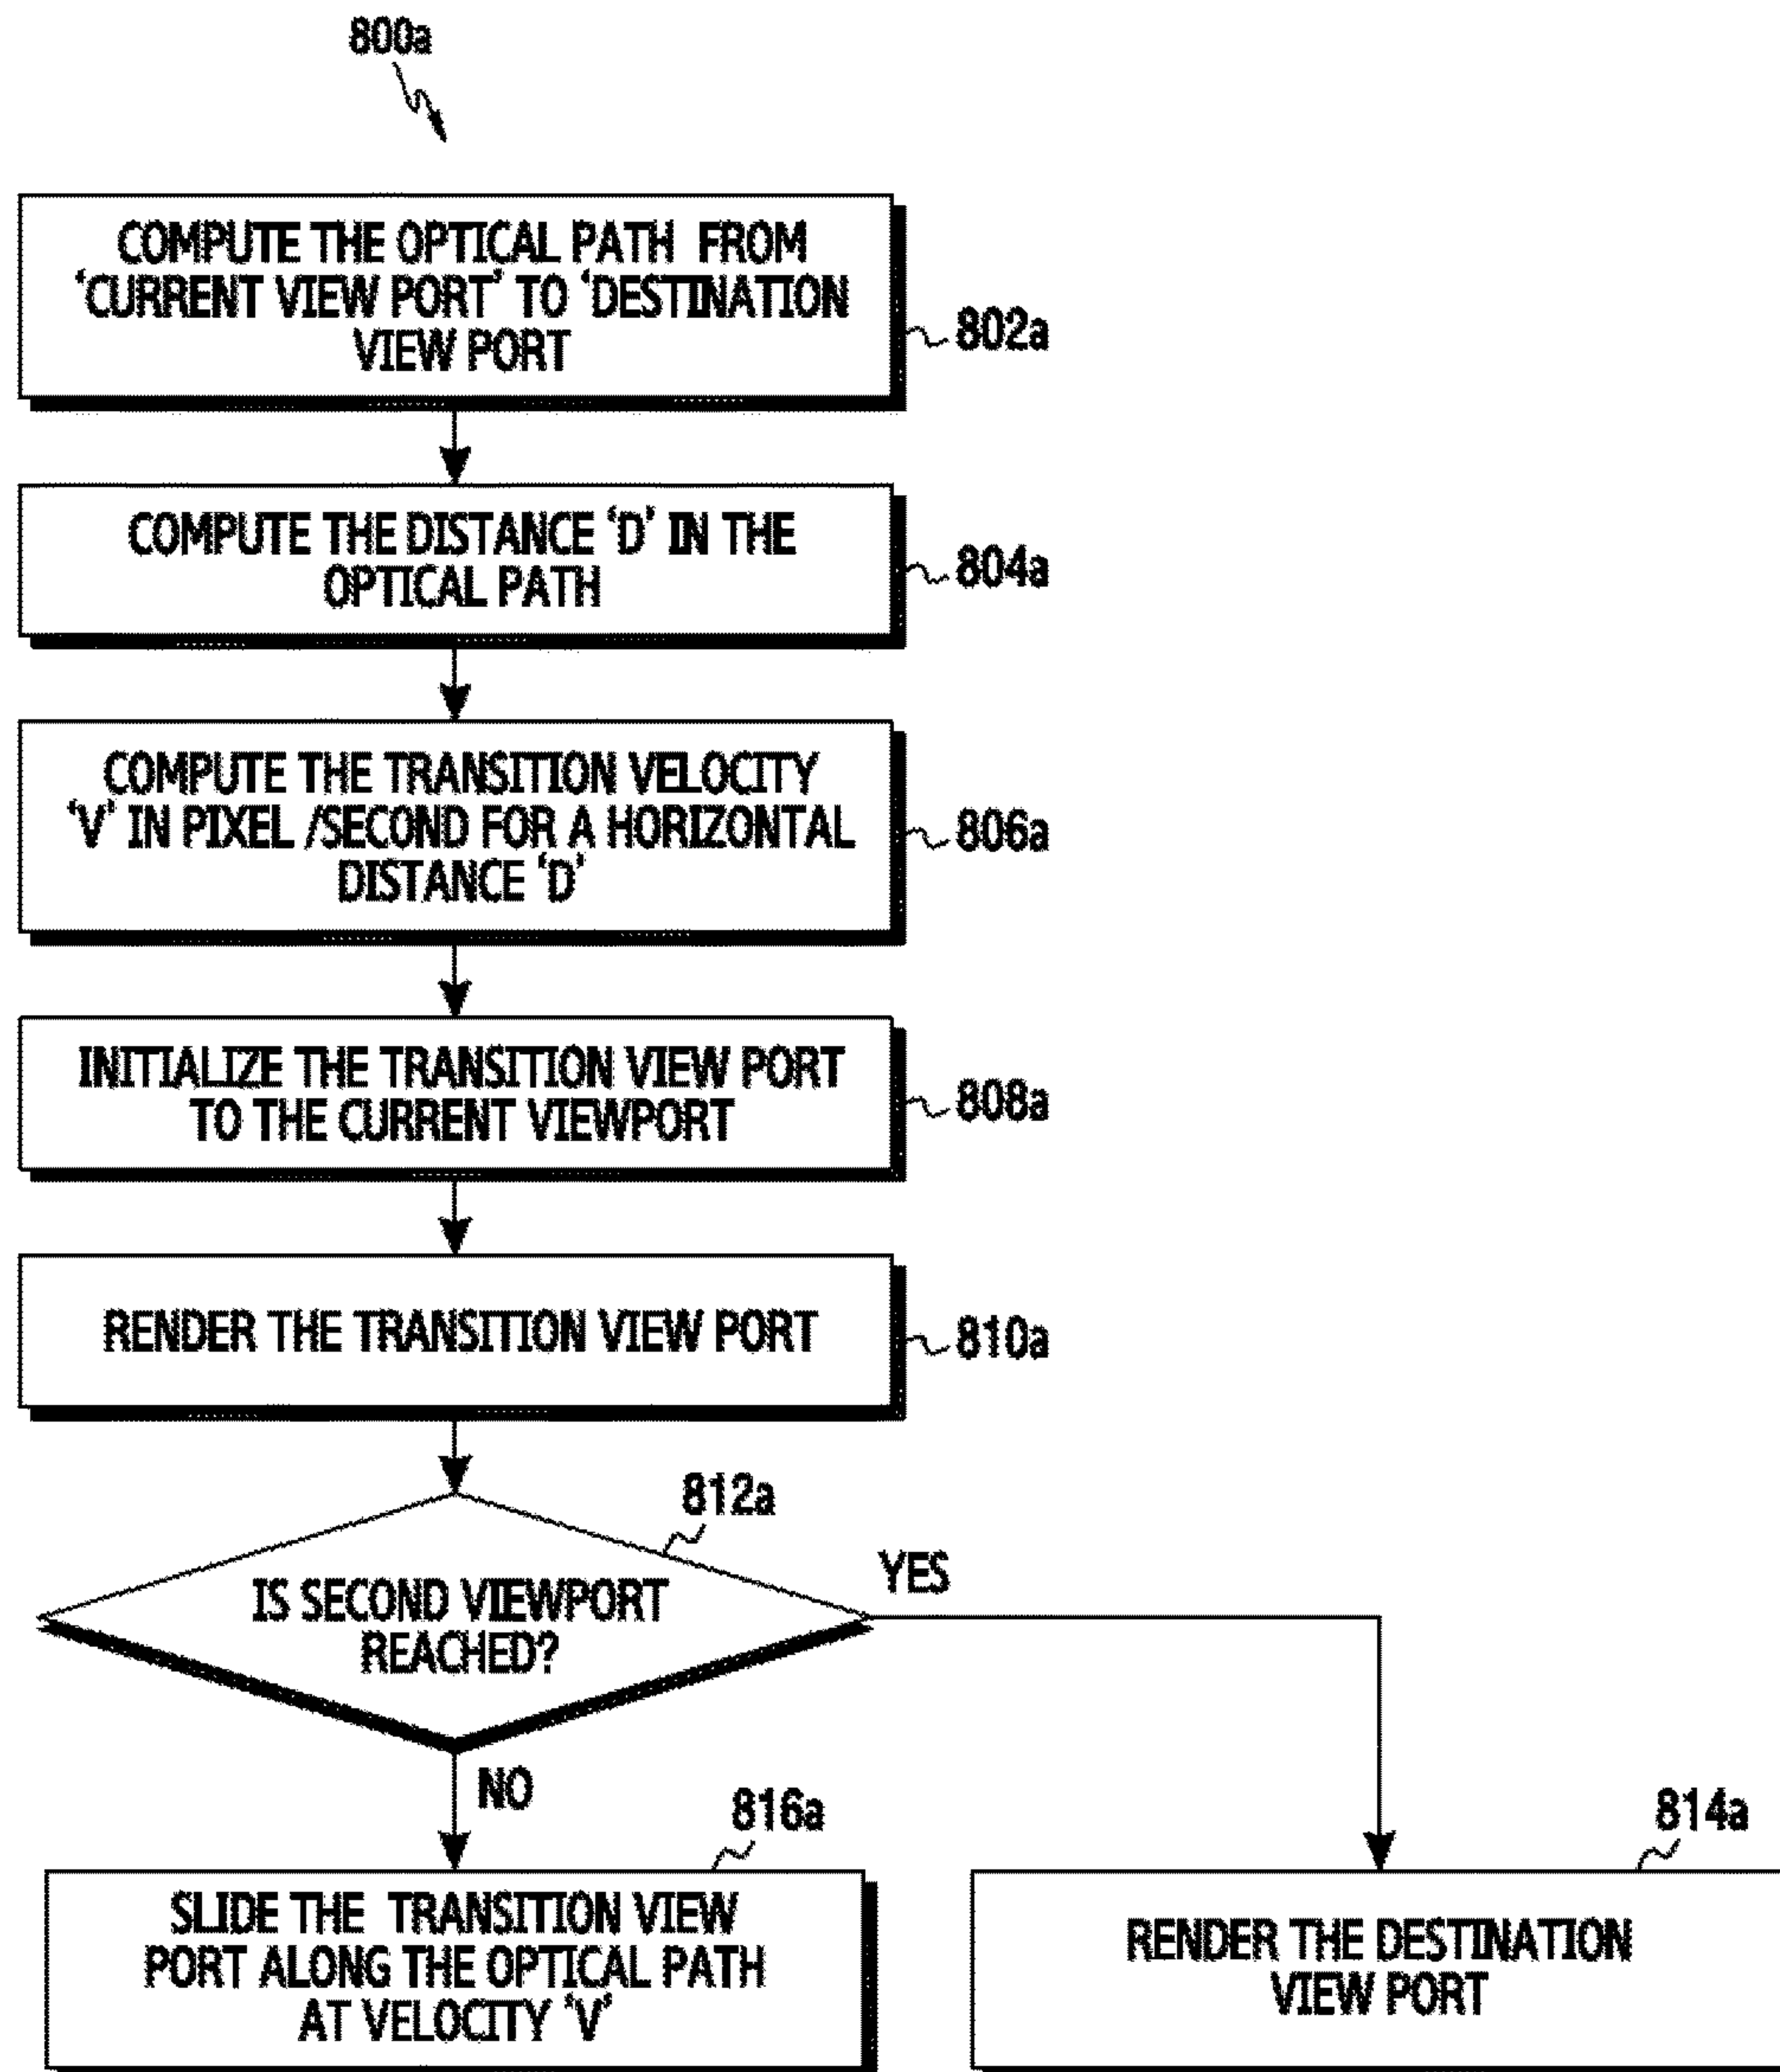 800a
COMPUTE THE OPTICAL PATH FROM
‘CURRENT VIEW PORT’ TO ‘DESTINATION
VIEW PORT
802a
COMPUTE THE DISTANCE ‘D’ IN THE
OPTICAL PATH
804a
COMPUTE THE TRANSITION VELOCITY
‘V’ IN PIXEL /SECOND FOR A HORIZONTAL
DISTANCE ‘D’
806a
INITIALIZE THE TRANSITION VIEW PORT
TO THE CURRENT VIEWPORT
808a
RENDER THE TRANSITION VIEW PORT
810a
812a
IS SECOND VIEWPORT
REACHED?
YES
NO
816a
SLIDE THE TRANSITION VIEW
PORT ALONG THE OPTICAL PATH
AT VELOCITY ‘V’
814a
RENDER THE DESTINATION
VIEW PORT